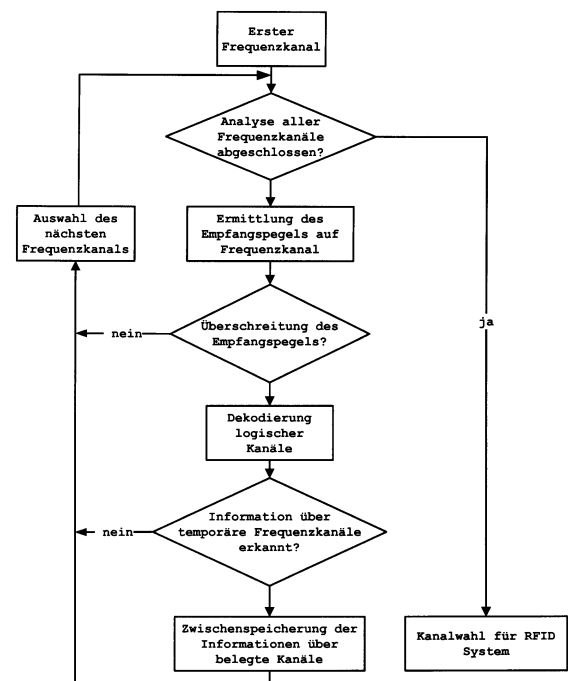 Erster
Frequenzkanal
Analyse aller
Frequenzkanäle
abgeschlossen?
Auswahl des
nächsten
Frequenzkanals
Ermittlung des
Empfangspegels auf
Frequenzkanal
ja
nein
Überschreitung des
Empfangspegels?
Dekodierung
logischer
Kanäle
nein
Information über
temporäre Frequenzkanäle
erkannt?
Zwischenspeicherung der
Informationen über
belegte Kanäle
Kanalwahl für RFID
System